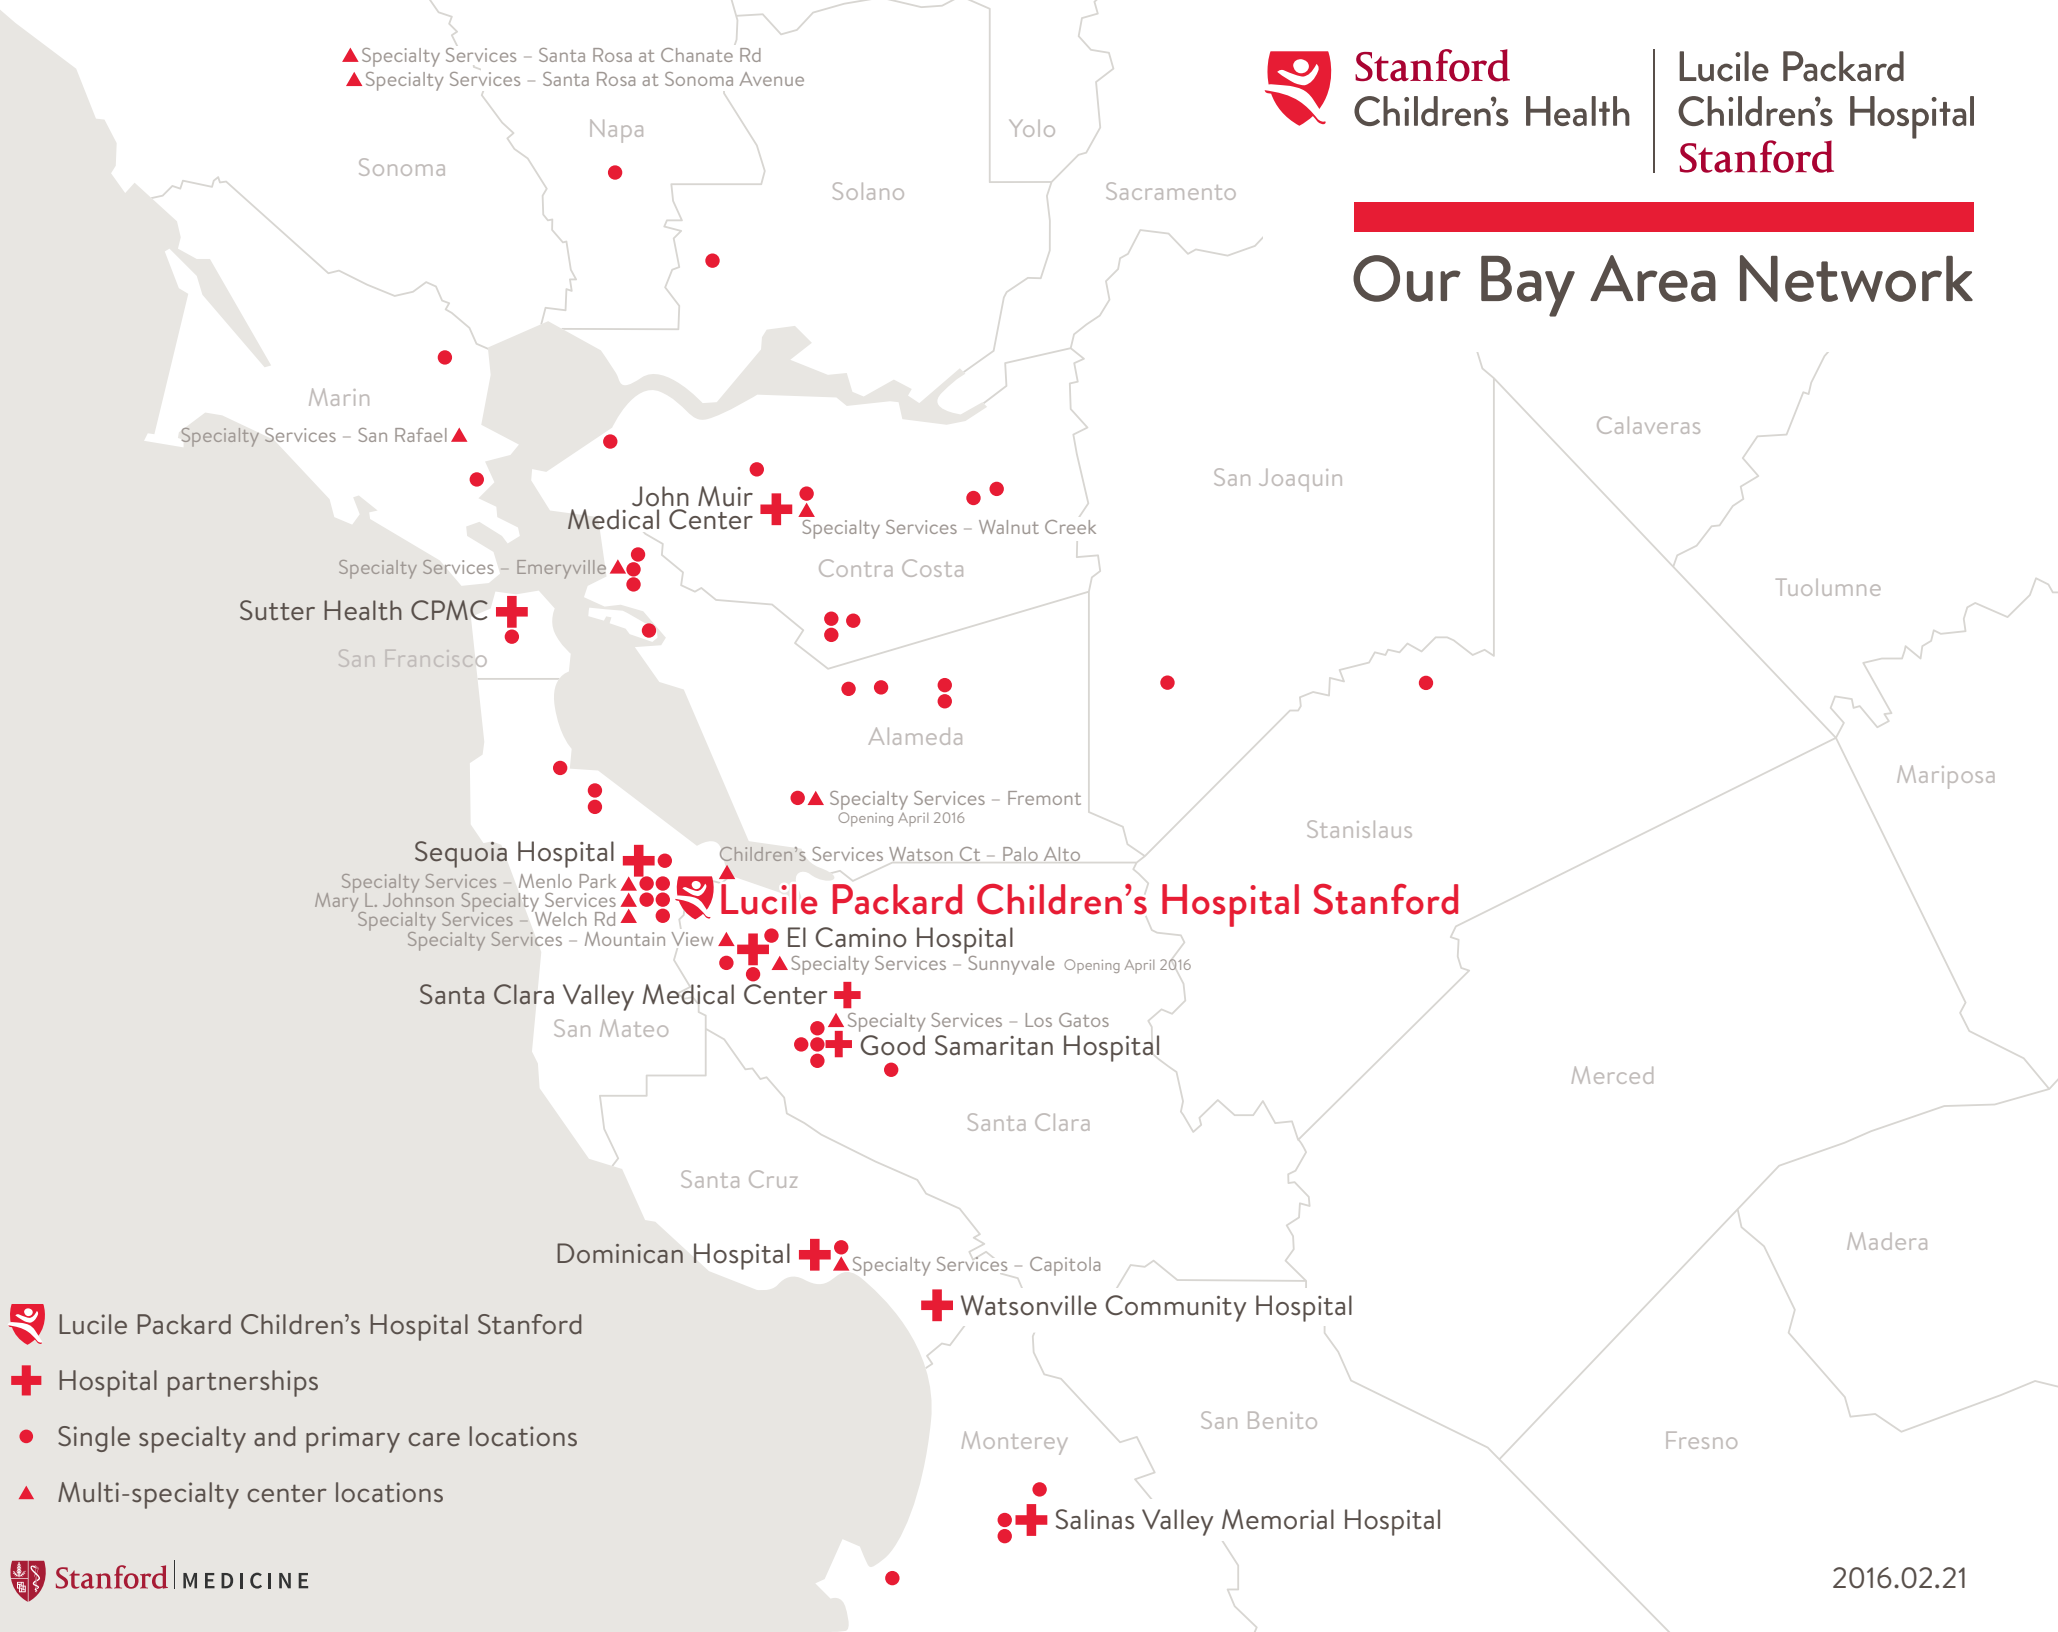 Specialty Services – Santa Rosa at Chanate Rd
Specialty Services – Santa Rosa at Sonoma Avenue
Stanford
Children's Health
Lucile Packard
Children's Hospital
Stanford
Our Bay Area Network
Napa
Yolo
Sonoma
Solano
Sacramento
Marin
Specialty Services – San Rafael
Calaveras
San Joaquin
John Muir
Medical Center
Specialty Services – Walnut Creek
Specialty Services – Emeryville
Contra Costa
Tuolumne
Sutter Health CPMC
San Francisco
Alameda
Mariposa
Specialty Services – Fremont
Opening April 2016
Stanislaus
Sequoia Hospital
Children's Services Watson Ct – Palo Alto
Specialty Services – Menlo Park
Mary L. Johnson Specialty Services
Specialty Services – Welch Rd
Lucile Packard Children's Hospital Stanford
Specialty Services – Mountain View
El Camino Hospital
Specialty Services – Sunnyvale Opening April 2016
Santa Clara Valley Medical Center
San Mateo
Specialty Services – Los Gatos
Good Samaritan Hospital
Merced
Santa Clara
Santa Cruz
Madera
Dominican Hospital
Specialty Services – Capitola
Watsonville Community Hospital
San Benito
Monterey
Fresno
Salinas Valley Memorial Hospital
Lucile Packard Children's Hospital Stanford
Hospital partnerships
Single specialty and primary care locations
Multi-specialty center locations
Stanford MEDICINE
2016.02.21